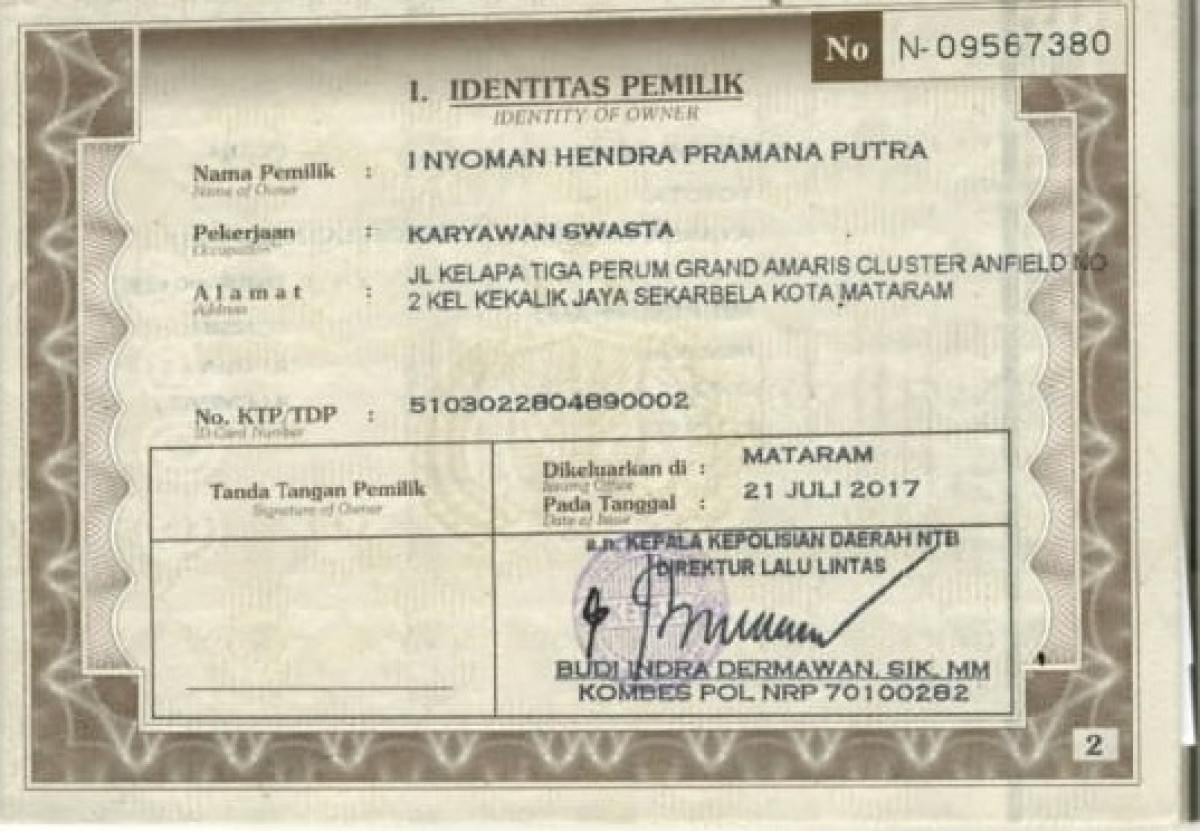 No N-09567380
I. IDENTITAS PEMILIK
IDENTITY OF OWNER
Nama Pemilik : I NYOMAN HENDRA PRAMANA PUTRA
Name of Owner
Pekerjaan : KARYAWAN SWASTA
Occupation
Alamat : JL KELAPA TIGA PERUM GRAND AMARIS CLUSTER ANFIELD NO
Address 2 KEL KEKALIK JAYA SEKARBELA KOTA MATARAM
No. KTP/TDP : 5103022804890002
ID Card Number
Tanda Tangan Pemilik
Signature of Owner
Dikeluarkan di : MATARAM
Issuing Office
Pada Tanggal : 21 JULI 2017
Date of Issue
a.n. KEPALA KEPOLISIAN DAERAH NTB
DIREKTUR LALU LINTAS
BUDI INDRA DERMAWAN, SIK, MM
KOMBES POL NRP 70100282
2